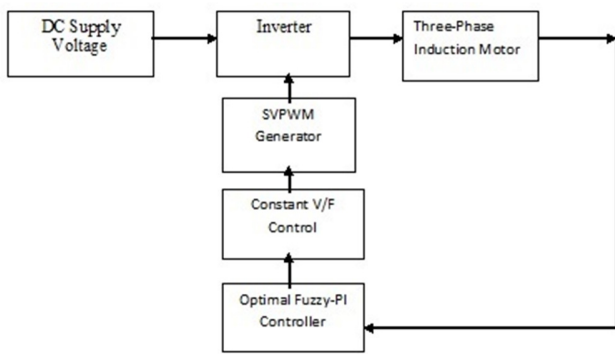 DC Supply
Voltage
Inverter
Three-Phase
Induction Motor
SVPWM
Generator
Constant V/F
Control
Optimal Fuzzy-PI
Controller